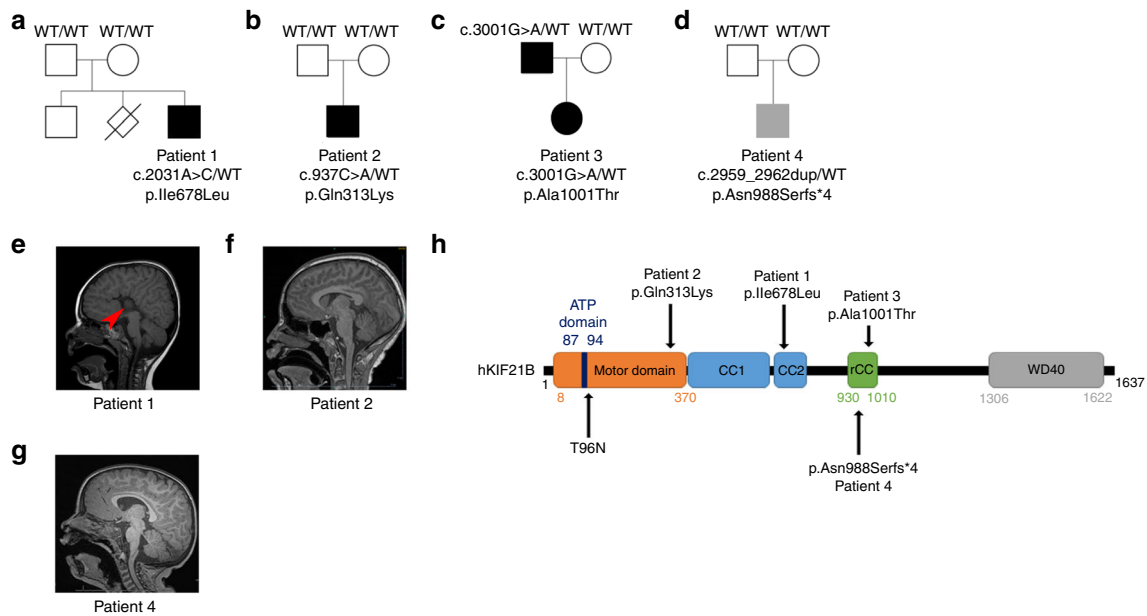 a
WT/WT WT/WT
Patient 1
c.2031A>C/WT
p.Ile678Leu
b
WT/WT WT/WT
Patient 2
c.937C>A/WT
p.Gln313Lys
c
c.3001G>A/WT WT/WT
Patient 3
c.3001G>A/WT
p.Ala1001Thr
d
WT/WT WT/WT
Patient 4
c.2959_2962dup/WT
p.Asn988Serfs*4
e
Patient 1
f
Patient 2
g
Patient 4
h
Patient 2
p.Gln313Lys
Patient 1
p.Ile678Leu
Patient 3
p.Ala1001Thr
ATP
domain
87 94
hKIF21B
Motor domain
CC1
CC2
rCC
WD40
1
1637
8
370
930 1010
1306
1622
T96N
p.Asn988Serfs*4
Patient 4